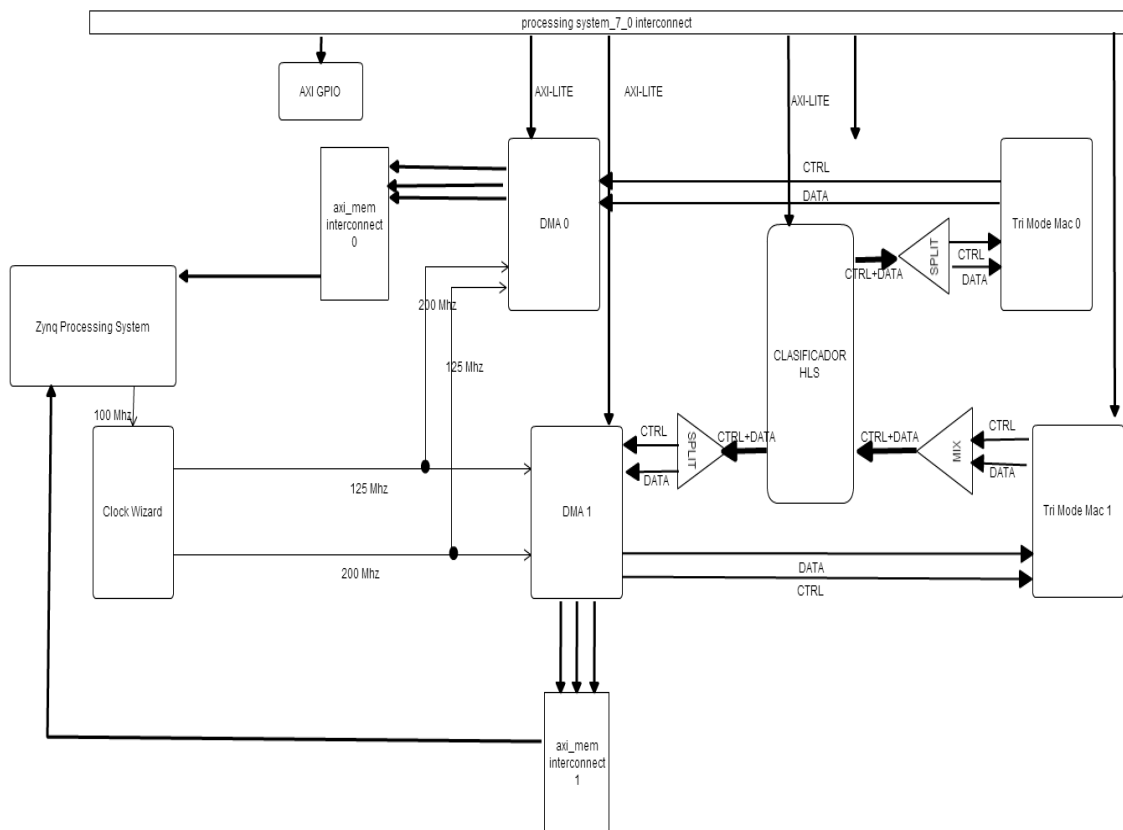 processing system_7_0 interconnect
AXI GPIO
AXI-LITE
AXI-LITE
AXI-LITE
axi_mem
interconnect
0
DMA 0
CTRL
DATA
Tri Mode Mac 0
SPLIT
CTRL
DATA
CTRL+DATA
Zynq Processing System
200 Mhz
125 Mhz
CLASIFICADOR
HLS
100 Mhz
Clock Wizard
125 Mhz
200 Mhz
DMA 1
CTRL
DATA
SPLIT
CTRL+DATA
CTRL+DATA
MIX
CTRL
DATA
Tri Mode Mac 1
DATA
CTRL
axi_mem
interconnect
1